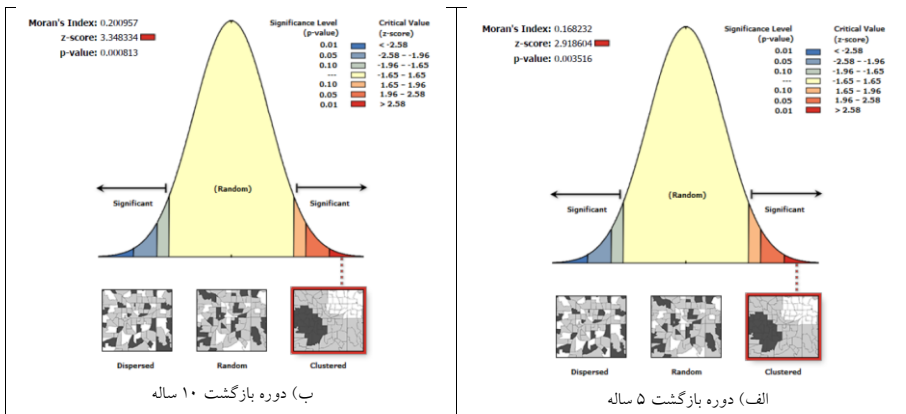 Moran's Index: 0.200957
z-score: 3.348334
p-value: 0.000813
Significance Level
(p-value)
Critical Value
(z-score)
0.01 < -2.58
0.05 -2.58 – -1.96
0.10 -1.96 – -1.65
--- -1.65 – 1.65
0.10 1.65 – 1.96
0.05 1.96 – 2.58
0.01 > 2.58
(Random)
Significant
Significant
Dispersed
Random
Clustered
ب) دوره بازگشت ۱۰ ساله
Moran's Index: 0.168232
z-score: 2.918604
p-value: 0.003516
Significance Level
(p-value)
Critical Value
(z-score)
0.01 < -2.58
0.05 -2.58 – -1.96
0.10 -1.96 – -1.65
--- -1.65 – 1.65
0.10 1.65 – 1.96
0.05 1.96 – 2.58
0.01 > 2.58
(Random)
Significant
Significant
Dispersed
Random
Clustered
الف) دوره بازگشت ۵ ساله